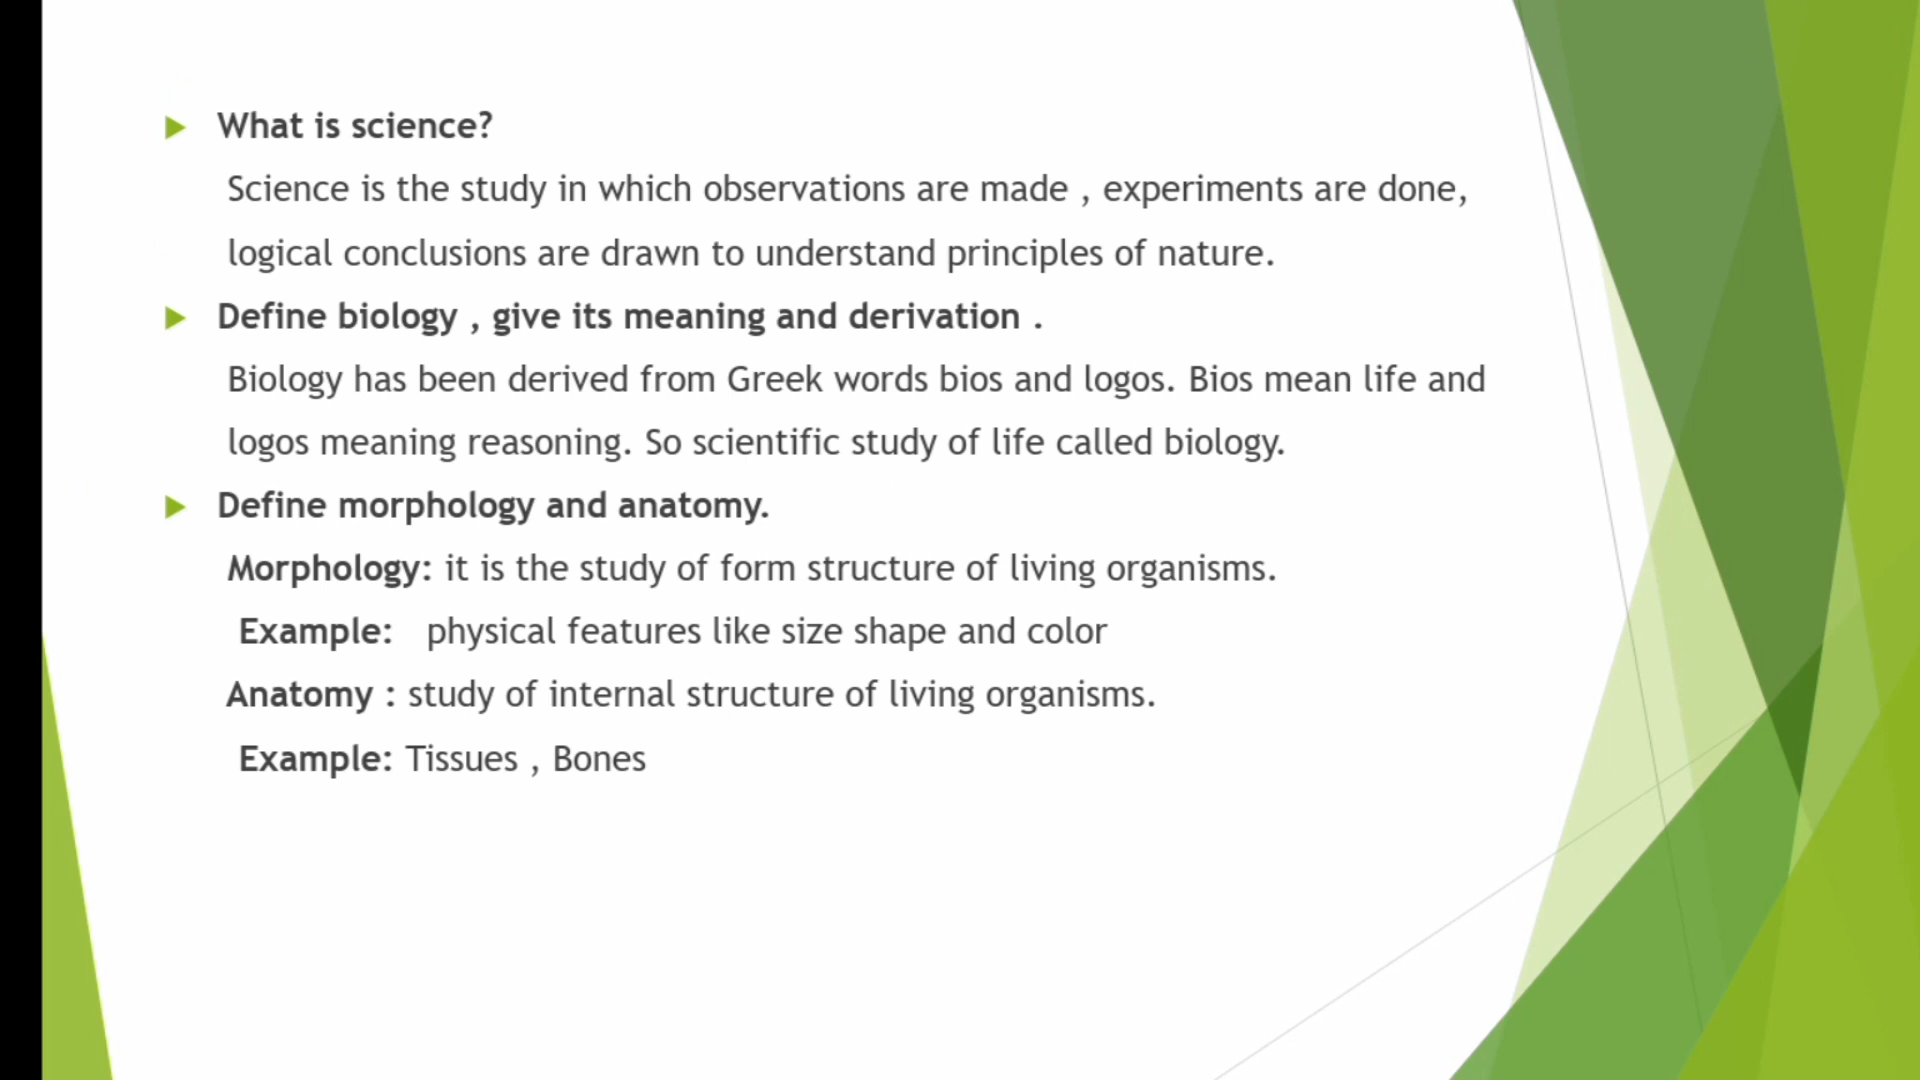 What is science?
Science is the study in which observations are made , experiments are done,
logical conclusions are drawn to understand principles of nature.
Define biology , give its meaning and derivation .
Biology has been derived from Greek words bios and logos. Bios mean life and
logos meaning reasoning. So scientific study of life called biology.
Define morphology and anatomy.
Morphology: it is the study of form structure of living organisms.
Example: physical features like size shape and color
Anatomy : study of internal structure of living organisms.
Example: Tissues , Bones